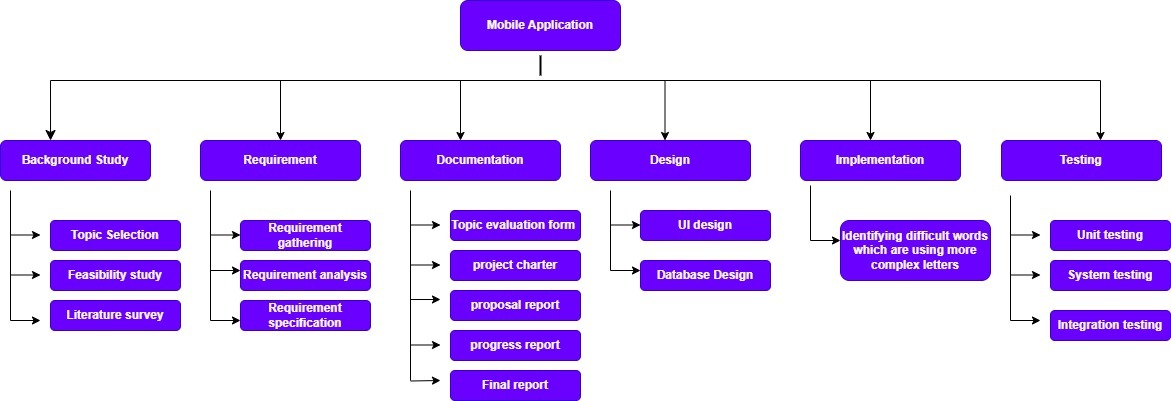 Mobile Application
Background Study
Requirement
Documentation
Design
Implementation
Testing
Topic Selection
Feasibility study
Literature survey
Requirement
gathering
Requirement analysis
Requirement
specification
Topic evaluation form
project charter
proposal report
progress report
Final report
UI design
Database Design
Identifying difficult words
which are using more
complex letters
Unit testing
System testing
Integration testing